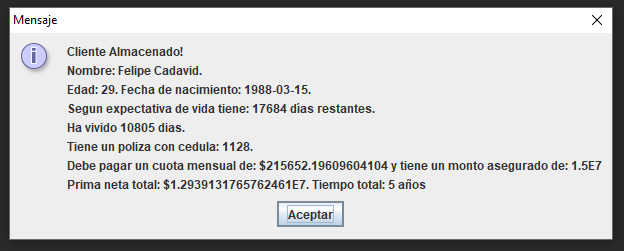 Mensaje
Cliente Almacenado!
Nombre: Felipe Cadavid.
Edad: 29. Fecha de nacimiento: 1988-03-15.
Segun expectativa de vida tiene: 17684 días restantes.
Ha vivido 10805 dias.
Tiene un poliza con cedula: 1128.
Debe pagar un cuota mensual de: $215652.19609604104 y tiene un monto asegurado de: 1.5E7
Prima neta total: $1.2939131765762461E7. Tiempo total: 5 años
Aceptar